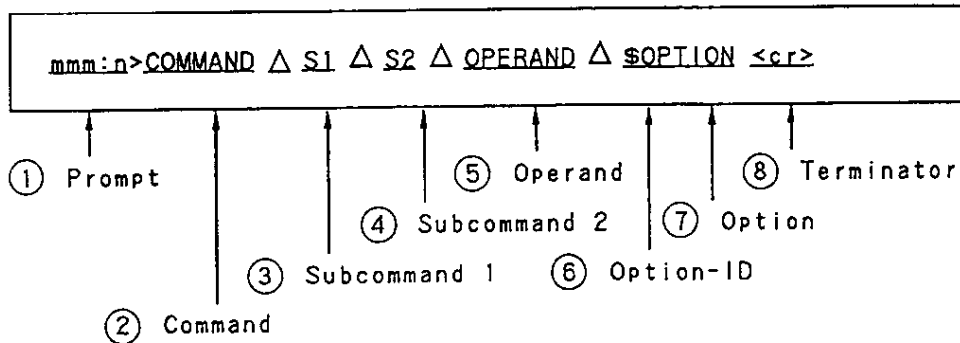 mmm:n>COMMAND △ S1 △ S2 △ OPERAND △ $OPTION <cr>
① Prompt
⑤ Operand
⑧ Terminator
④ Subcommand 2
⑦ Option
③ Subcommand 1
⑥ Option-ID
② Command